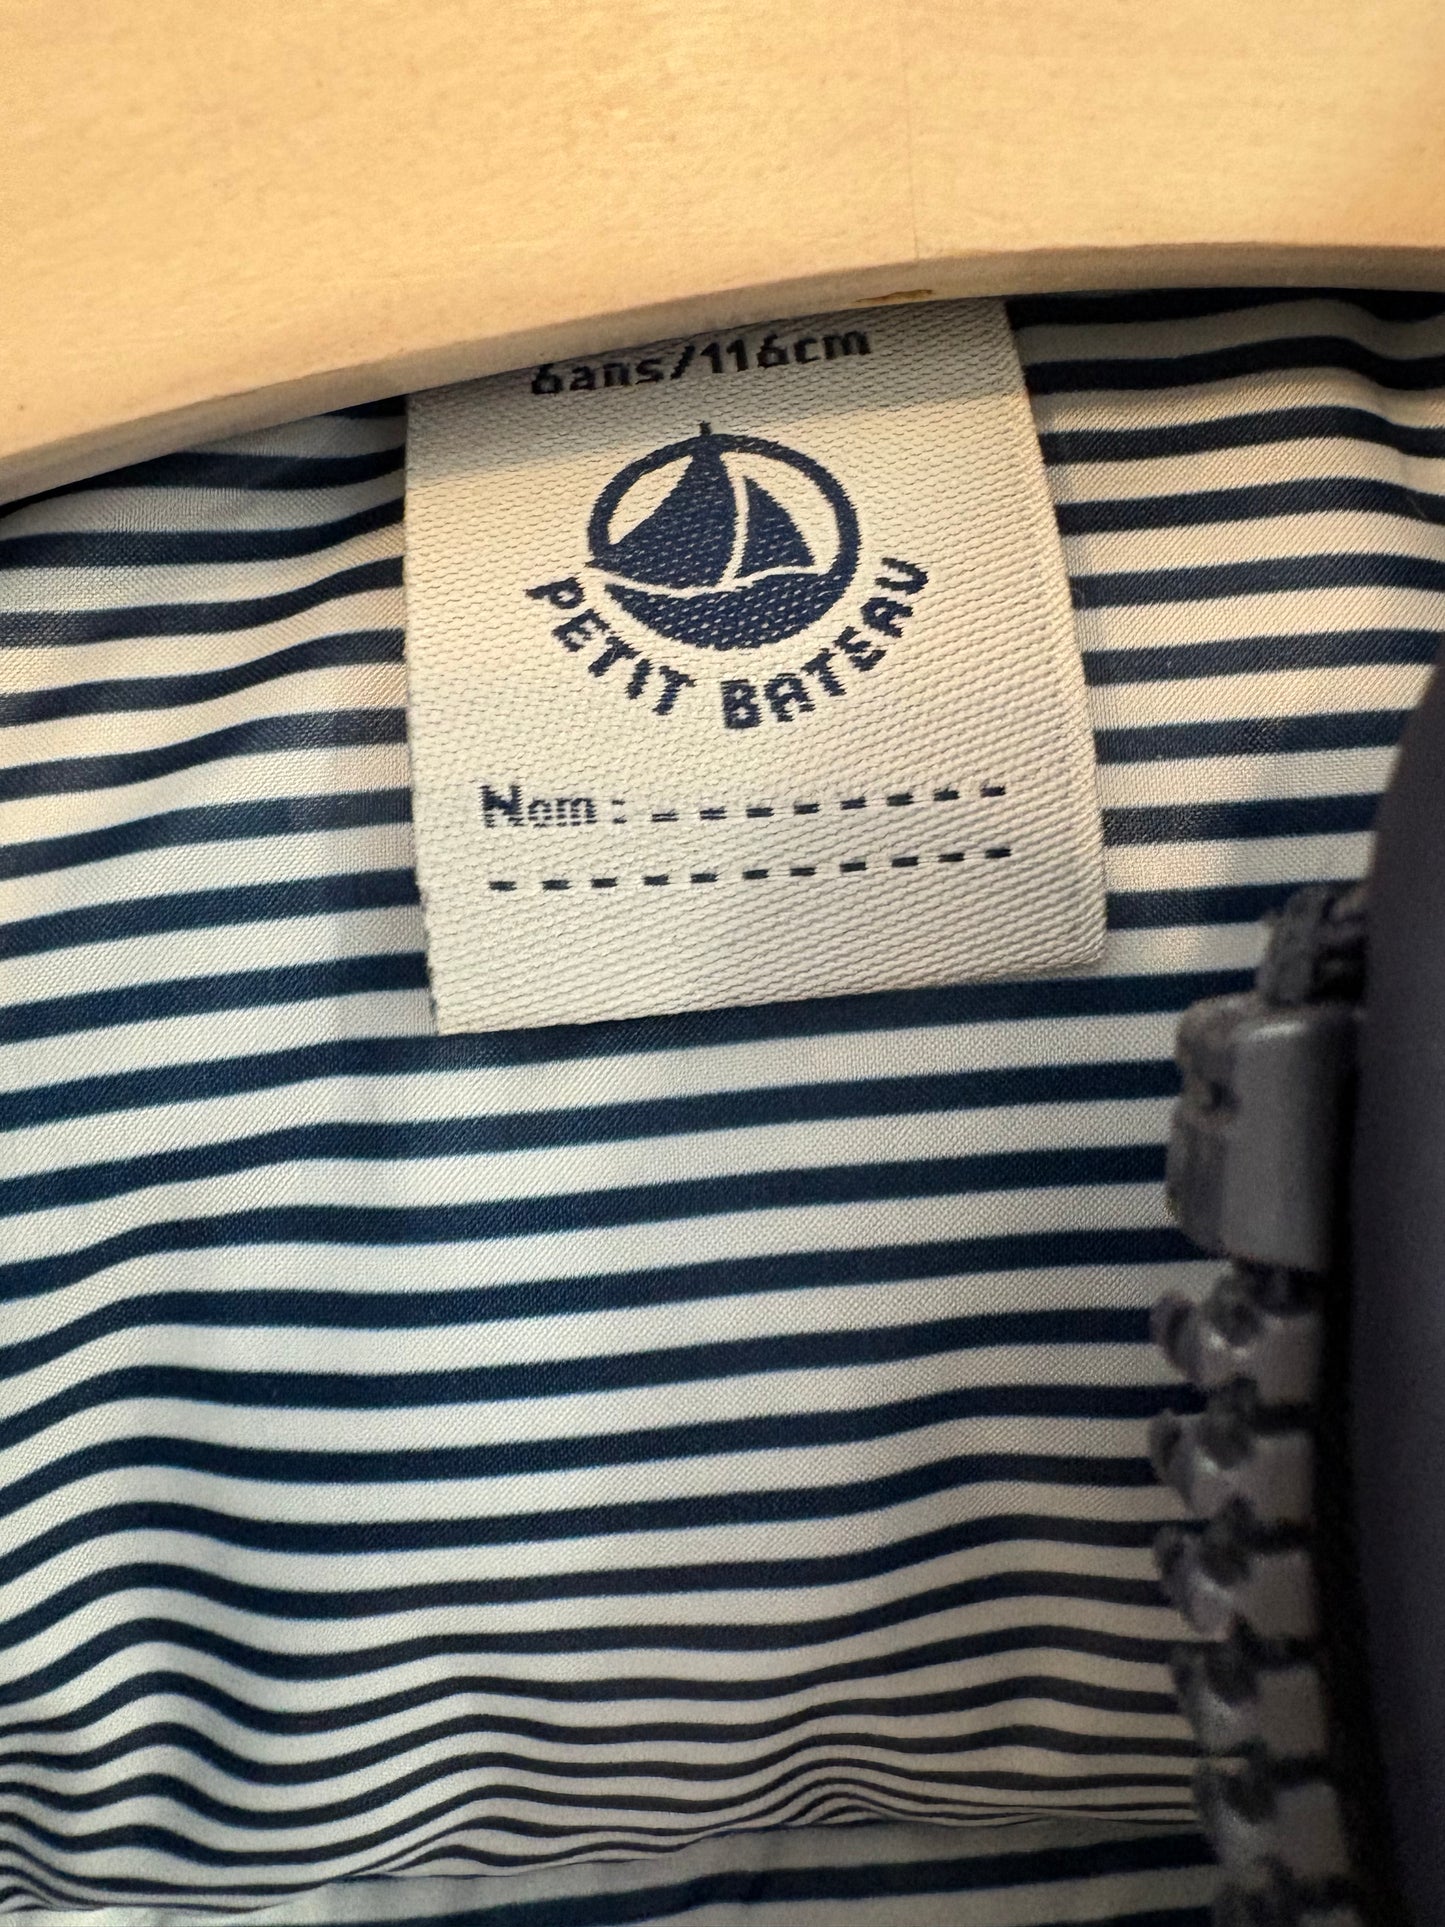 6ans/116cm
PETIT BATEAU
Nom :